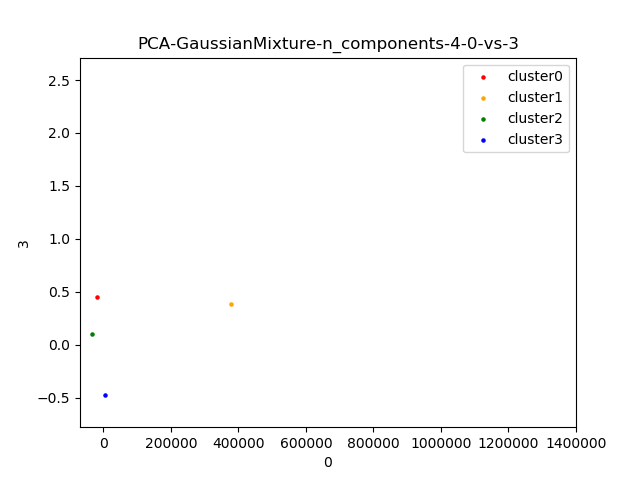 PCA-GaussianMixture-n_components-4-0-vs-3
cluster0
cluster1
cluster2
cluster3
2.5
2.0
1.5
1.0
0.5
0.0
−0.5
3
0 200000 400000 600000 800000 1000000 1200000 1400000
0